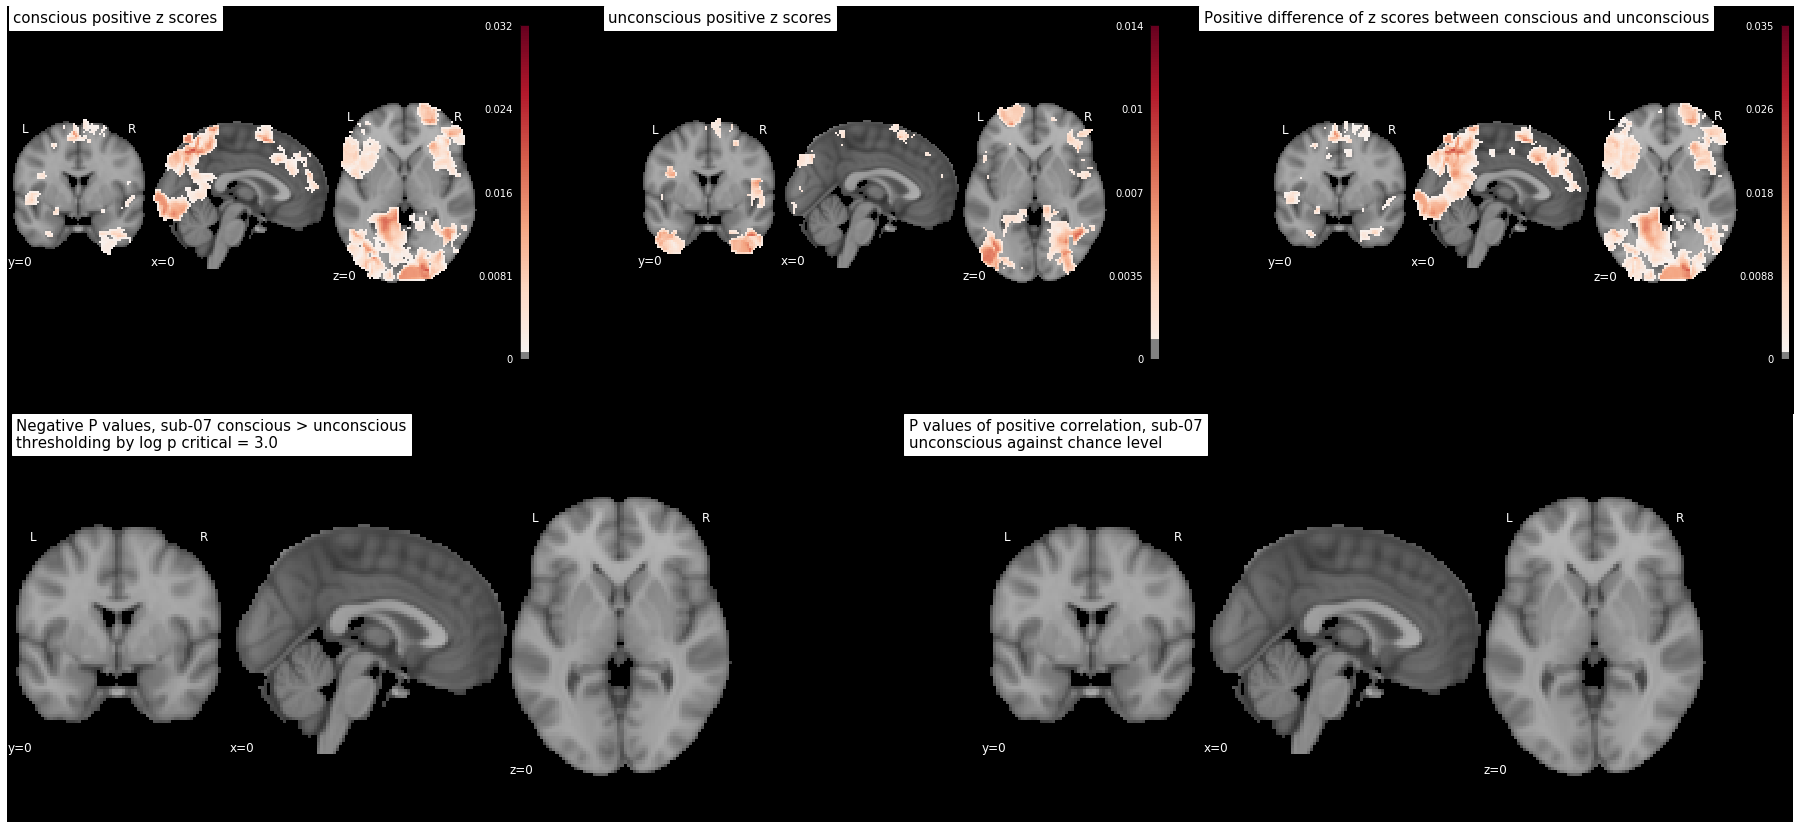 conscious positive z scores
unconscious positive z scores
Positive difference of z scores between conscious and unconscious
0.032
0.024
0.016
0.0081
0
L
R
L
R
y=0
x=0
z=0
0.014
0.01
0.007
0.0035
0
L
R
L
R
y=0
x=0
z=0
0.035
0.026
0.018
0.0088
0
L
R
L
R
y=0
x=0
z=0
Negative P values, sub-07 conscious > unconscious
thresholding by log p critical = 3.0
L
R
L
R
y=0
x=0
z=0
P values of positive correlation, sub-07
unconscious against chance level
L
R
L
R
y=0
x=0
z=0